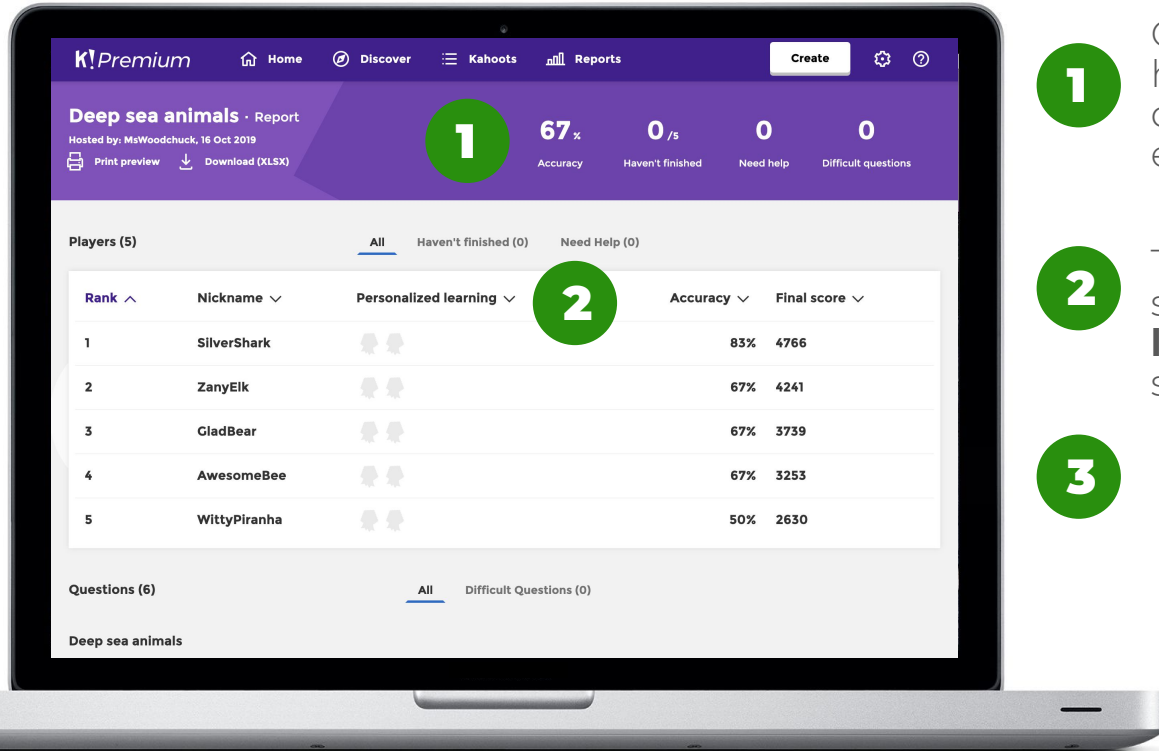 K! Premium Home Discover Kahoots Reports Create
Deep sea animals · Report
Hosted by: MsWoodchuck, 16 Oct 2019
Print preview Download (XLSX)
1
67 % 0 /5 0 0
Accuracy Haven't finished Need help Difficult questions
Players (5) All Haven't finished (0) Need Help (0)
Rank Nickname Personalized learning 2 Accuracy Final score
1 SilverShark 83% 4766
2 ZanyElk 67% 4241
3 GladBear 67% 3739
4 AwesomeBee 67% 3253
5 WittyPiranha 50% 2630
Questions (6) All Difficult Questions (0)
Deep sea animals
1
2
3